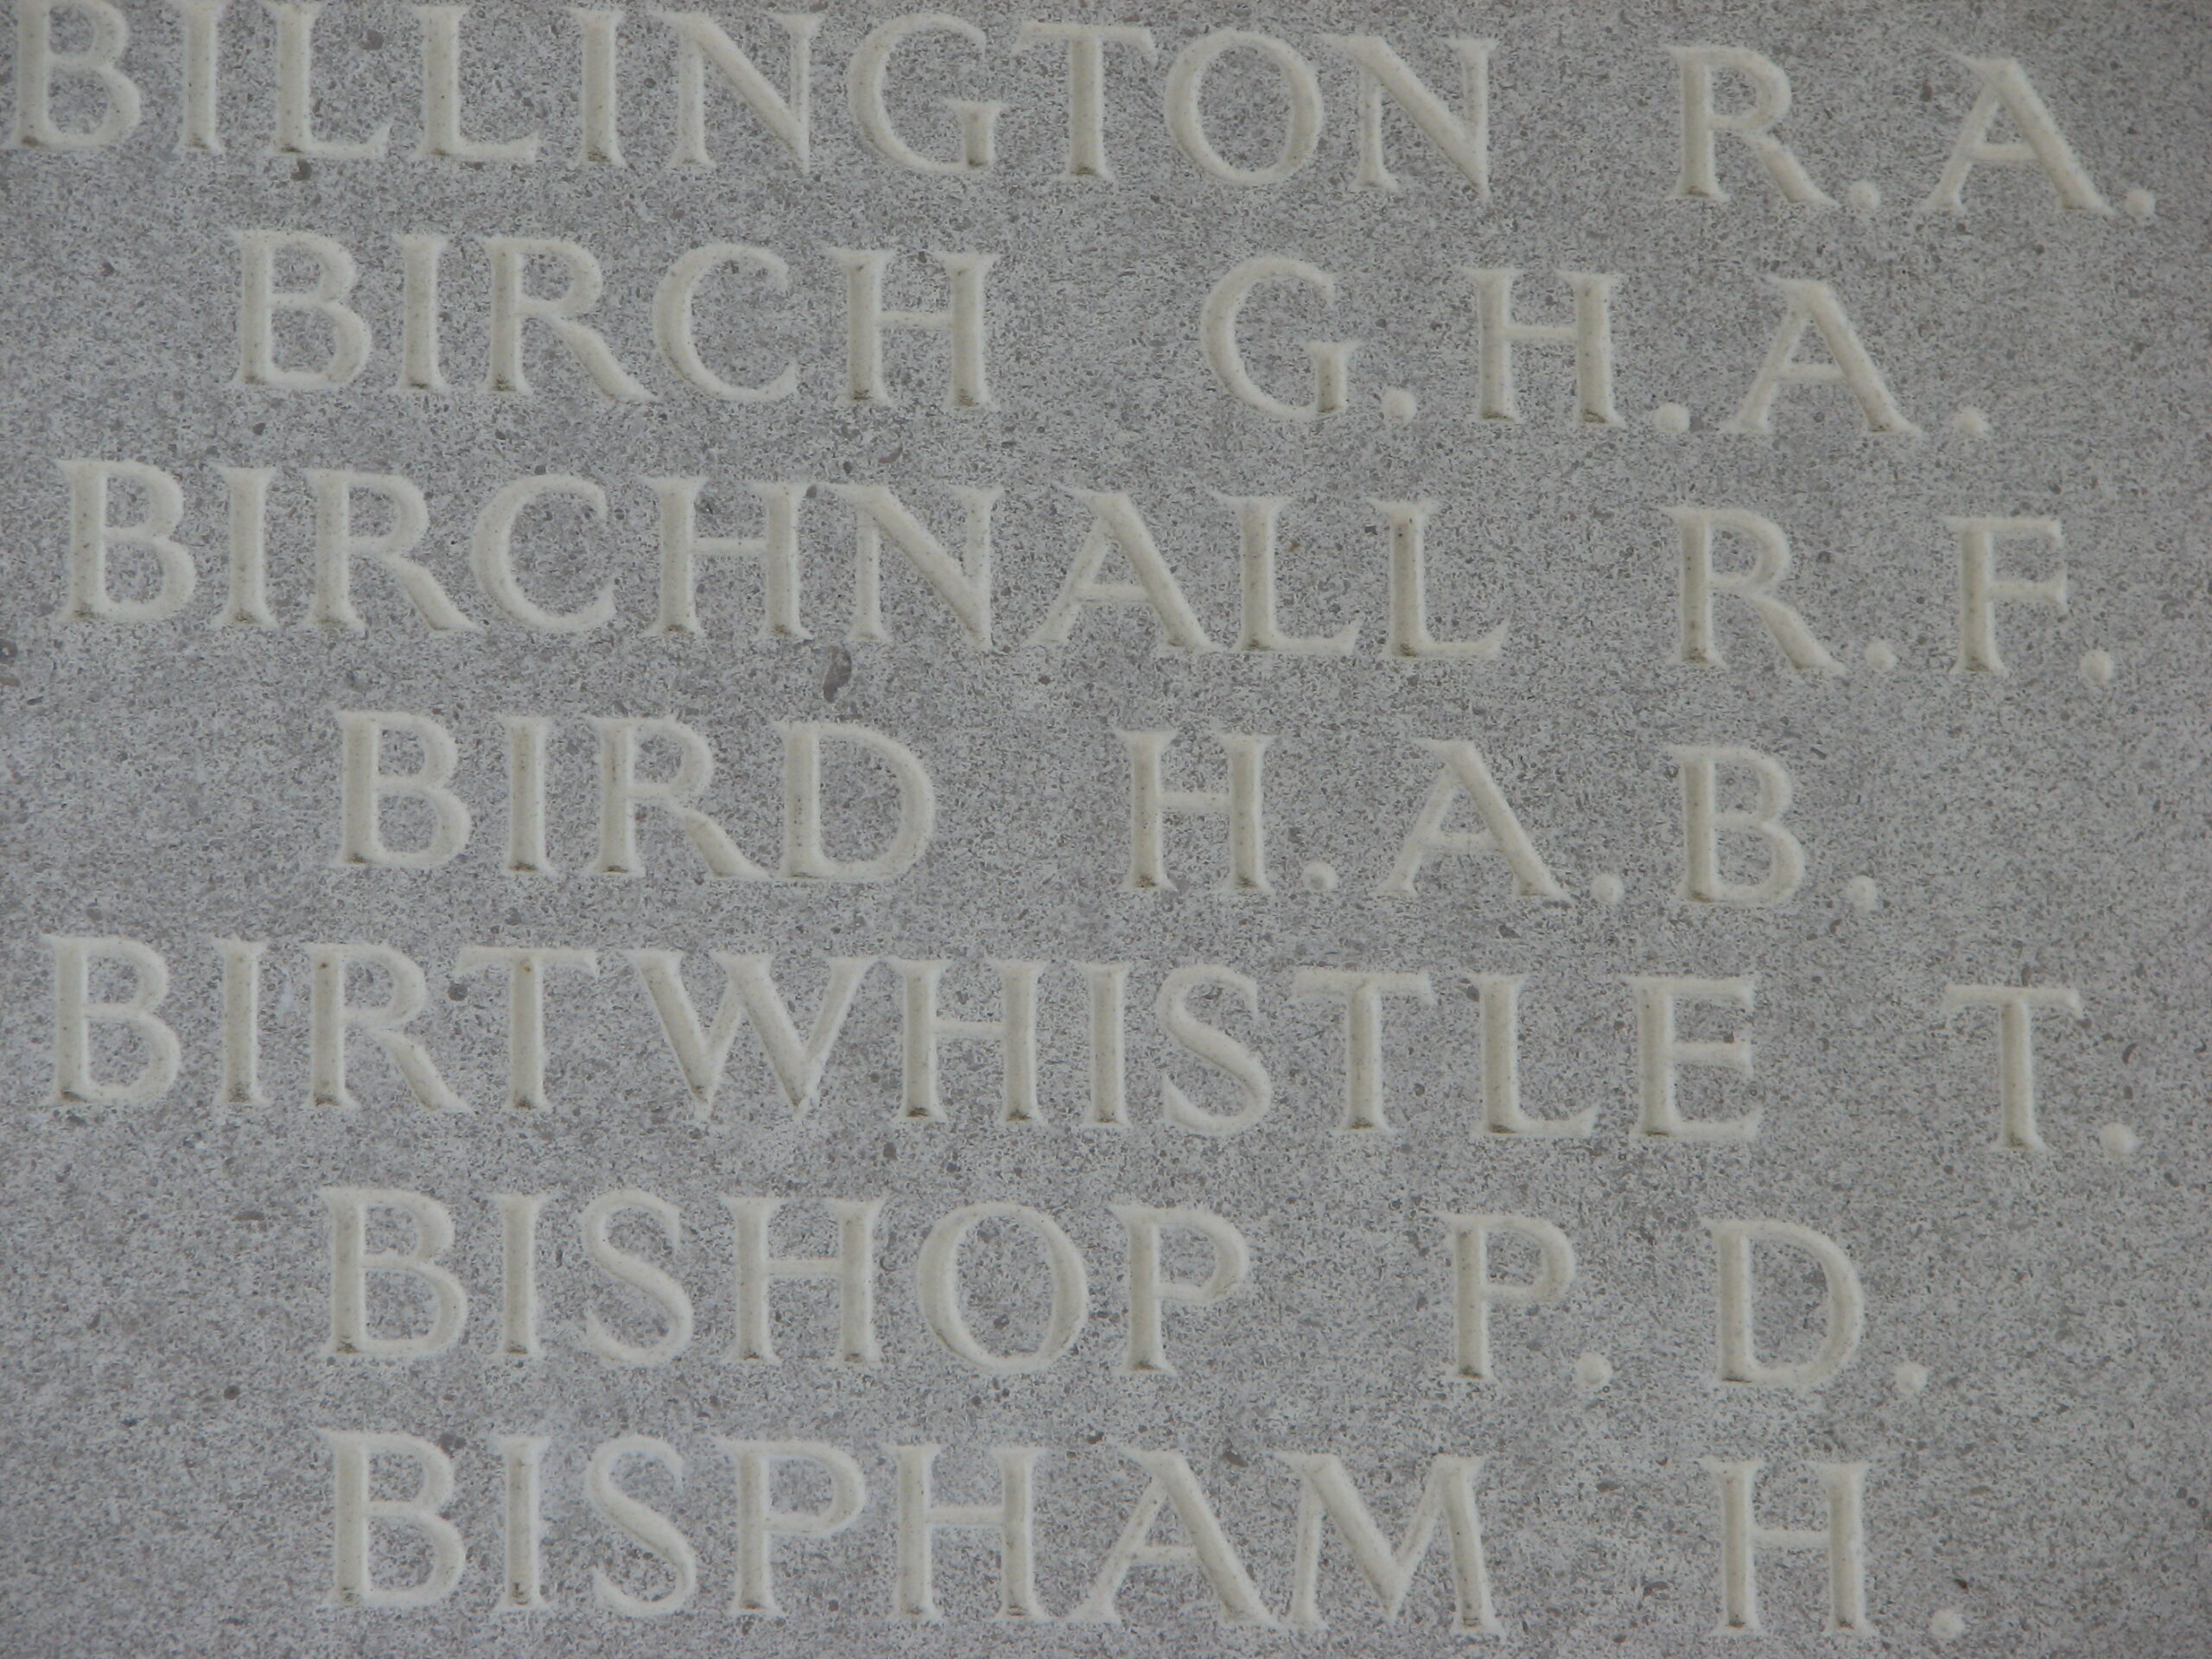 BILLINGTON R.A.
BIRCH G.H.A.
BIRCHNALL R.F.
BIRD H.A.B.
BIRTWHISTLE T.
BISHOP P.D.
BISPHAM H.